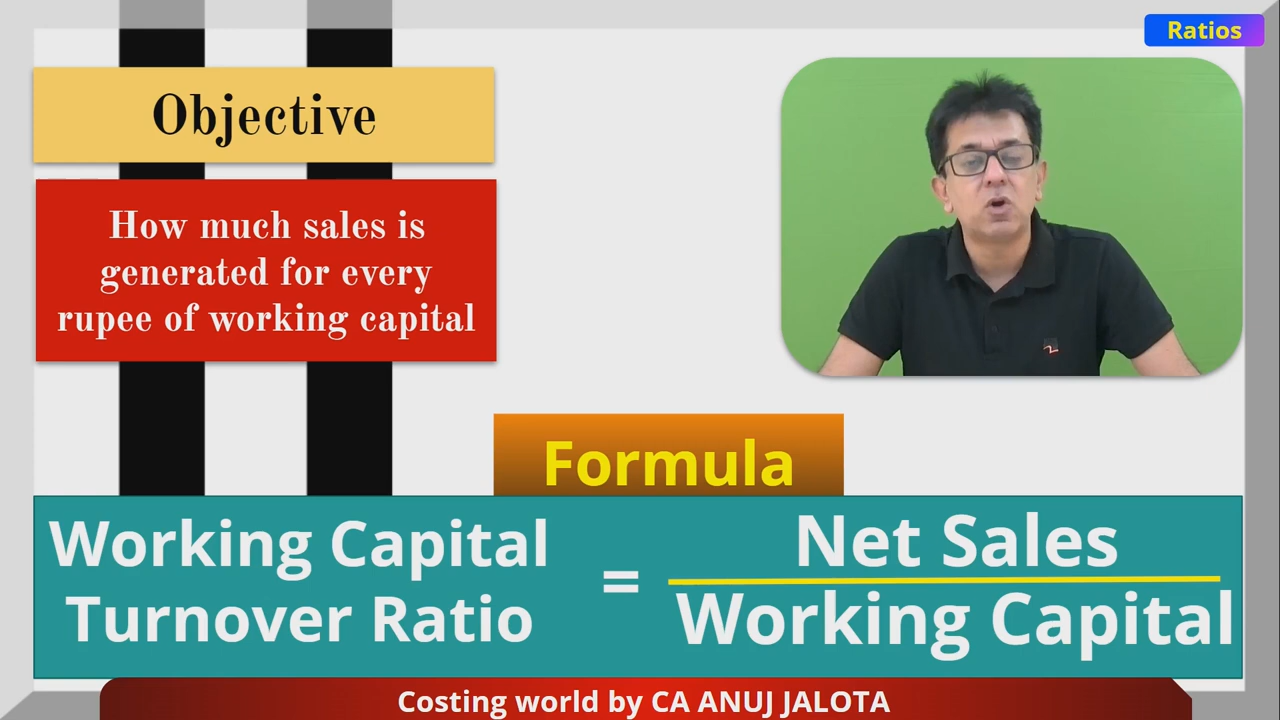 Ratios
Objective
How much sales is
generated for every
rupee of working capital
Formula
Working Capital
Turnover Ratio
=
Net Sales
Working Capital
Costing world by CA ANUJ JALOTA